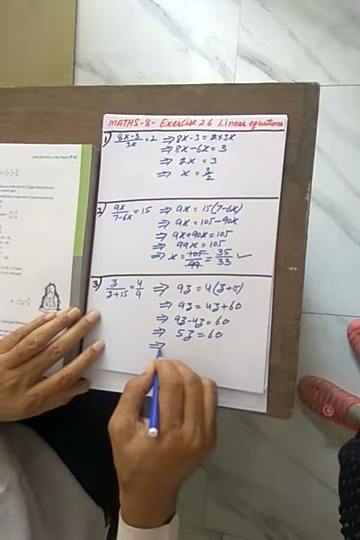 MATHS-8- Exercise 2.6 Linear equations
1) (8x-3)/3x = 2 ⇒ 8x-3 = 2×3x
⇒ 8x-6x = 3
⇒ 2x = 3
⇒ x = 3/2
2) 9x/(7-6x) = 15 ⇒ 9x = 15(7-6x)
⇒ 9x = 105-90x
⇒ 9x+90x = 105
⇒ 99x = 105
⇒ x = 105/99 = 35/33 ✓
3) z/(z+15) = 4/9 ⇒ 9z = 4(z+15)
⇒ 9z = 4z+60
⇒ 9z-4z = 60
⇒ 5z = 60
⇒